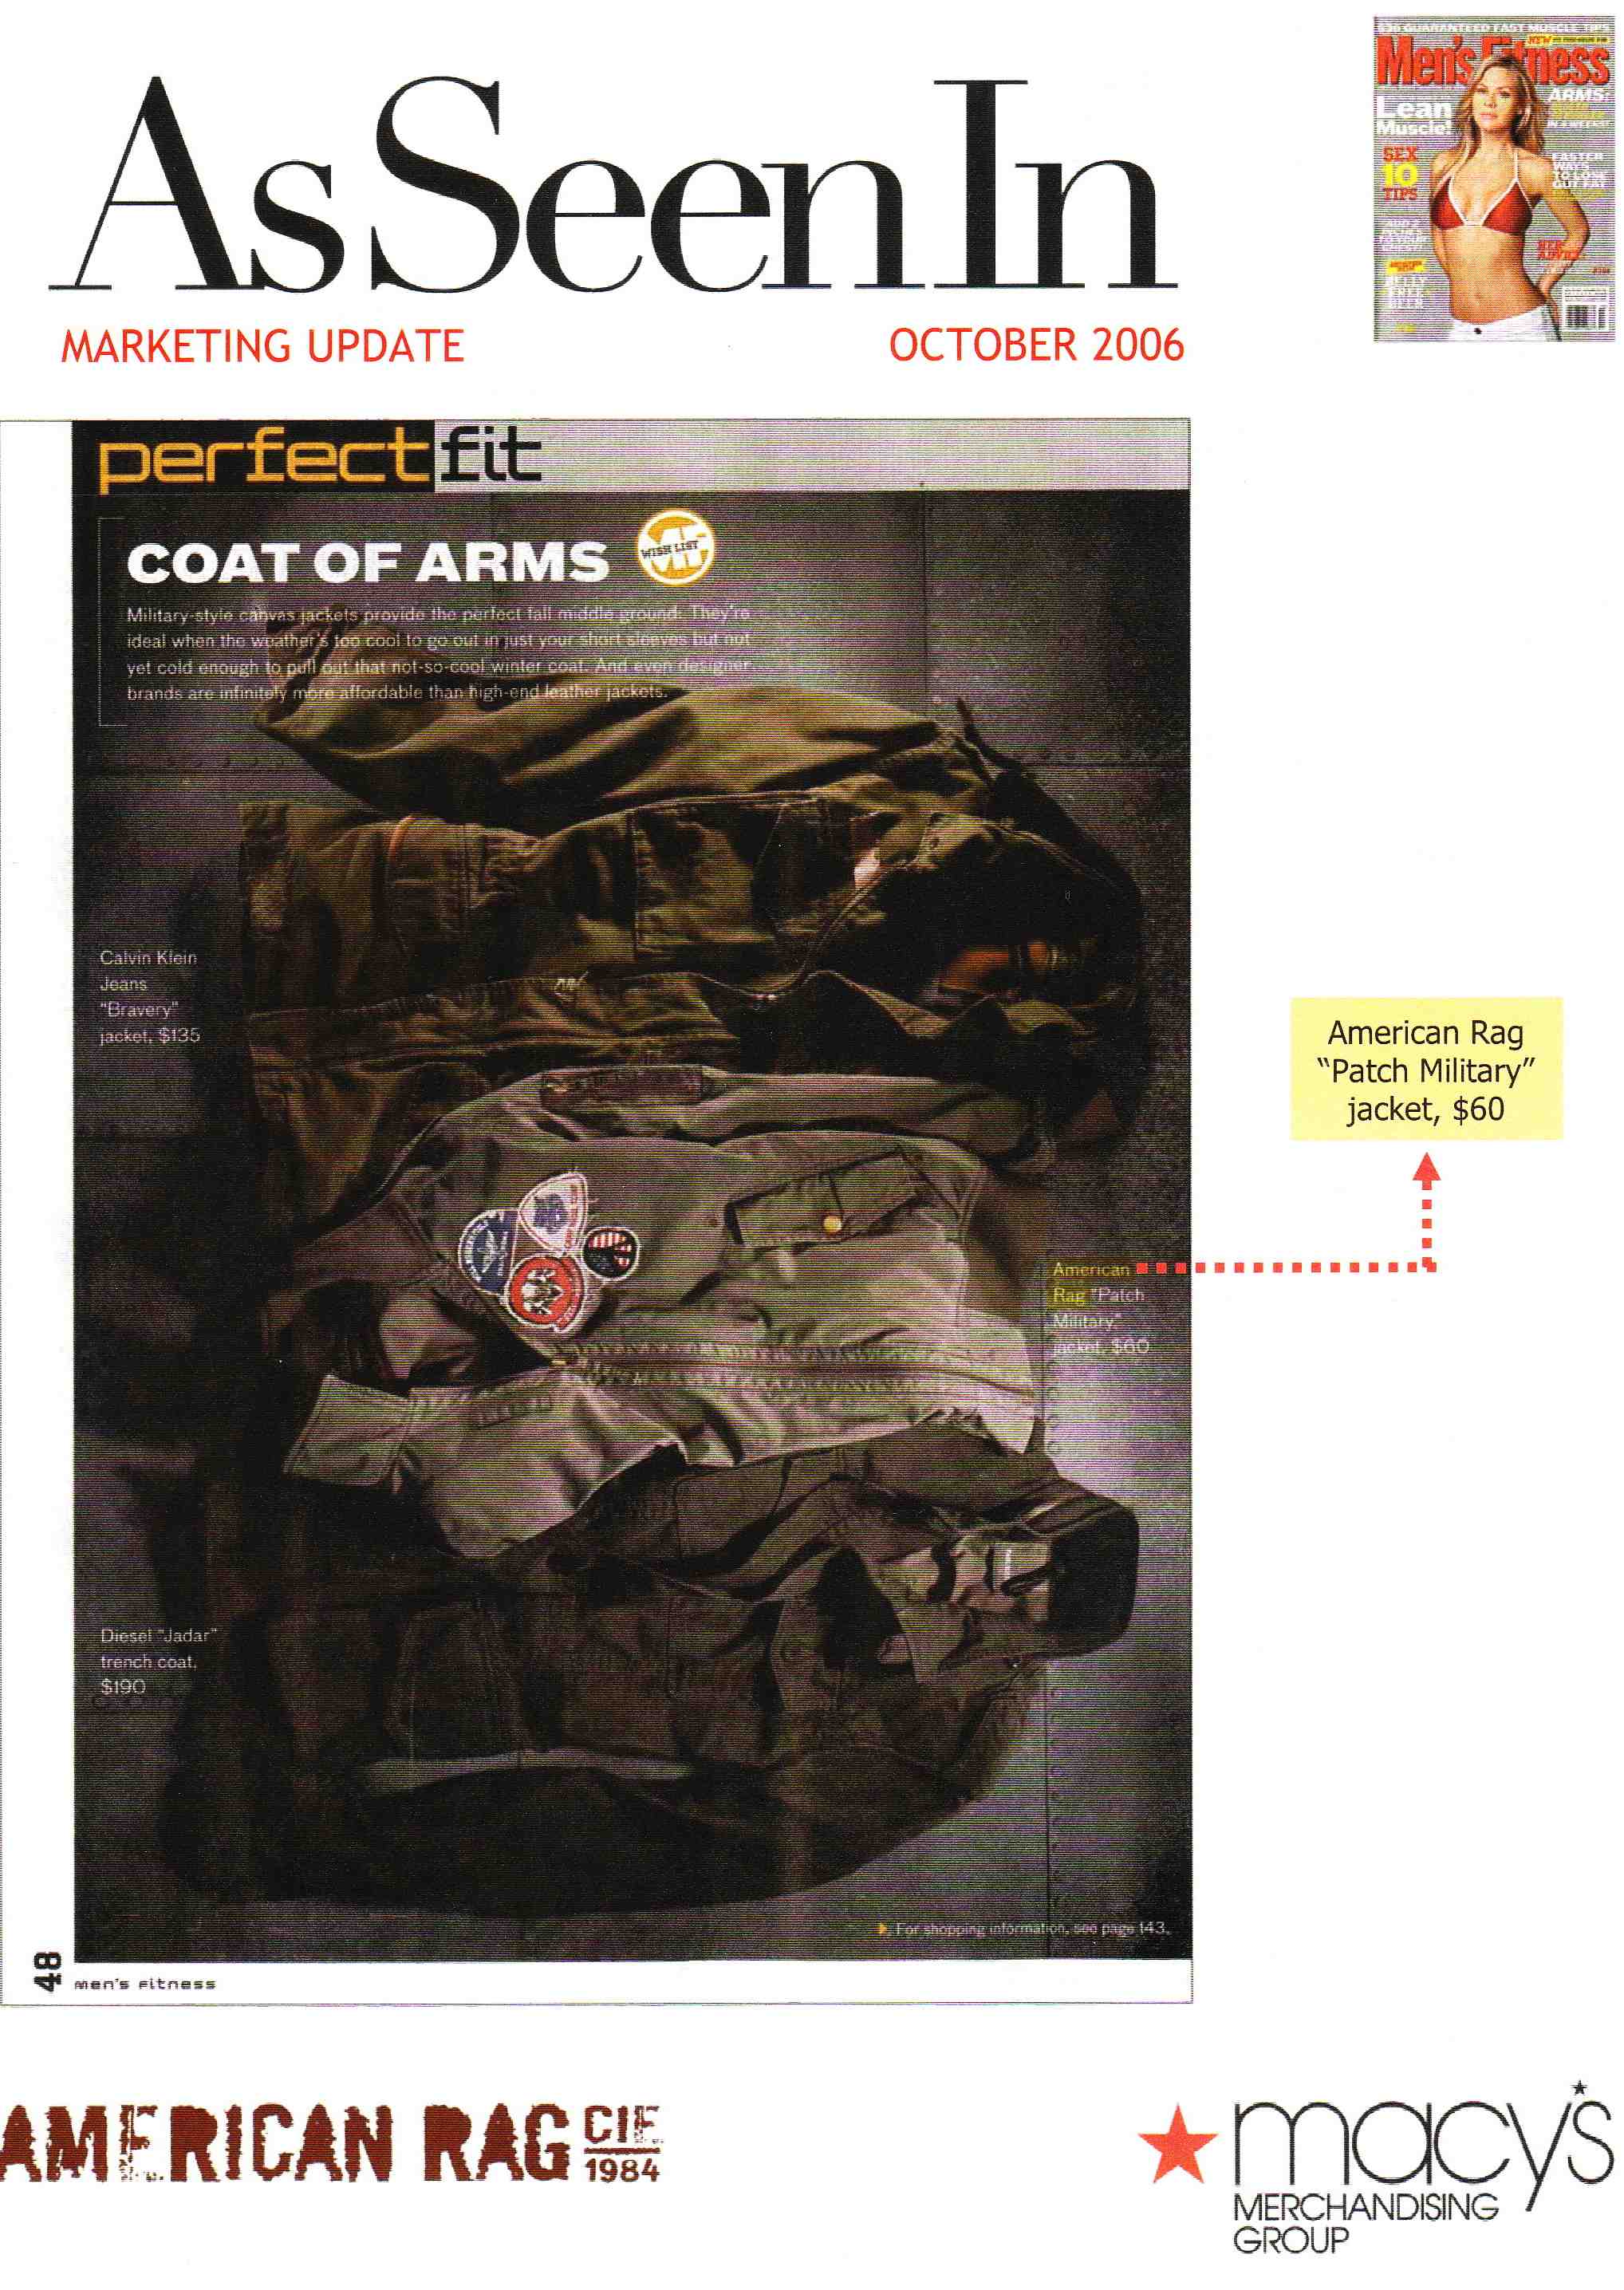 As Seen In
MARKETING UPDATE
OCTOBER 2006
Men's Fitness
Lean
Muscle!
ARMS:
SEX
10
TIPS
FASTER
WAYS
TO LOSE
perfect fit
COAT OF ARMS
WISH LIST
Military-style canvas jackets provide the perfect fall middle ground. They're
ideal when the weather's too cool to go out in just your short sleeves but not
yet cold enough to pull out that not-so-cool winter coat. And even designer
brands are infinitely more affordable than high-end leather jackets.
Calvin Klein
Jeans
"Bravery"
jacket, $135
American Rag
"Patch Military"
jacket, $60
American
Rag "Patch
Military"
jacket, $60
Diesel "Jadar"
trench coat,
$190
For shopping information, see page 143.
48
men's fitness
AMERICAN RAG CIE
1984
macy's
MERCHANDISING
GROUP